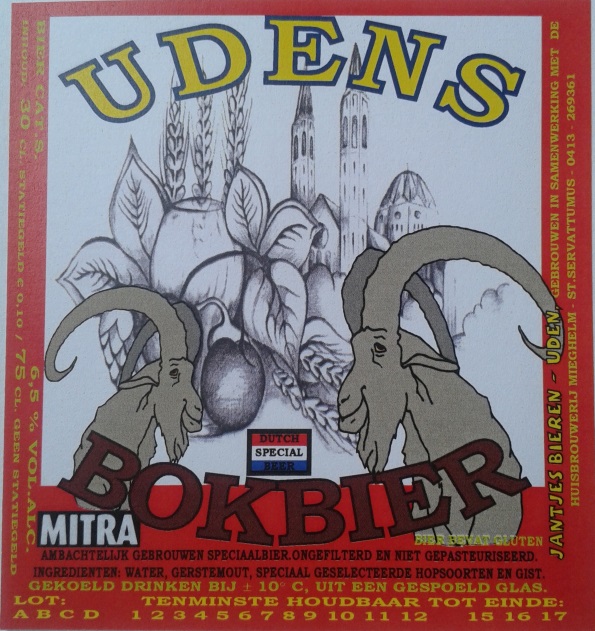 UDENS
BIER CAT. S.
INHOUD: 30 CL. STATIEGELD € 0,10 / 75 CL. GEEN STATIEGELD
6,5 % VOL.ALC.
GEBROUWEN IN SAMENWERKING MET DE
HUISBROUWERIJ MIEGHELM - ST.SERVATTUMUS - 0413 - 269361
JANTJES BIEREN - UDEN
DUTCH
SPECIAL
BEER
BOKBIER
MITRA
BIER BEVAT GLUTEN
AMBACHTELIJK GEBROUWEN SPECIAALBIER.ONGEFILTERD EN NIET GEPASTEURISEERD.
INGREDIENTEN: WATER, GERSTEMOUT, SPECIAAL GESELECTEERDE HOPSOORTEN EN GIST.
GEKOELD DRINKEN BIJ ± 10° C, UIT EEN GESPOELD GLAS.
LOT: TENMINSTE HOUDBAAR TOT EINDE:
A B C D 1 2 3 4 5 6 7 8 9 10 11 12 15 16 17